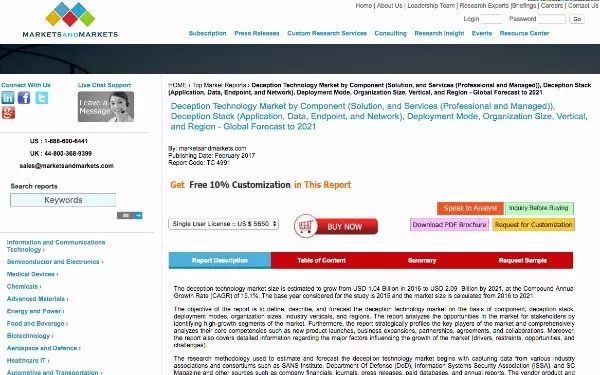 Home | About Us | Leadership Team | Research Experts |Briefings | Careers | Contact Us
Login Password Go
MARKETSANDMARKETS
Subscription Press Releases Custom Research Services Consulting Research Insight Events Resource Center
Connect With Us
Live Chat Support
Leave a
Message
US : 1-888-600-6441
UK : 44-800-368-9399
sales@marketsandmarkets.com
Search reports
Keywords
Information and Communications
Technology ›
Semiconductor and Electronics ›
Medical Devices ›
Chemicals ›
Advanced Materials ›
Energy and Power ›
Food and Beverage ›
Biotechnology ›
Aerospace and Defence ›
Healthcare IT ›
Automotive and Transportation ›
HOME › Top Market Reports › Deception Technology Market by Component (Solution, and Services (Professional and Managed)), Deception Stack
(Application, Data, Endpoint, and Network), Deployment Mode, Organization Size, Vertical, and Region - Global Forecast to 2021
Deception Technology Market by Component (Solution, and Services (Professional and Managed)),
Deception Stack (Application, Data, Endpoint, and Network), Deployment Mode, Organization Size, Vertical,
and Region - Global Forecast to 2021
By: marketsandmarkets.com
Publishing Date: February 2017
Report Code: TC 4991
Get Free 10% Customization in This Report
Single User License :: US $ 5650
BUY NOW
Speak to Analyst
Inquiry Before Buying
Download PDF Brochure
Request for Customization
Report Description
Table of Content
Summary
Request Sample
The deception technology market size is estimated to grow from USD 1.04 Billion in 2016 to USD 2.09 Billion by 2021, at the Compound Annual
Growth Rate (CAGR) of 15.1%. The base year considered for the study is 2015 and the market size is calculated from 2016 to 2021.
The objective of the report is to define, describe, and forecast the deception technology market on the basis of component, deception stack,
deployment modes, organization sizes, industry verticals, and regions. The report analyzes the opportunities in the market for stakeholders by
identifying high-growth segments of the market. Furthermore, the report strategically profiles the key players of the market and comprehensively
analyzes their core competencies such as new product launches, business expansions, partnerships, agreements, and collaborations. Moreover,
the report also covers detailed information regarding the major factors influencing the growth of the market (drivers, restraints, opportunities, and
challenges).
The research methodology used to estimate and forecast the deception technology market begins with capturing data from various industry
associations and consortiums such as SANS Institute, Department Of Defense (DoD), Information Systems Security Association (ISSA), and SC
Magazine and other sources such as company financials, journals, press releases, paid databases, and annual reports. The vendor product and